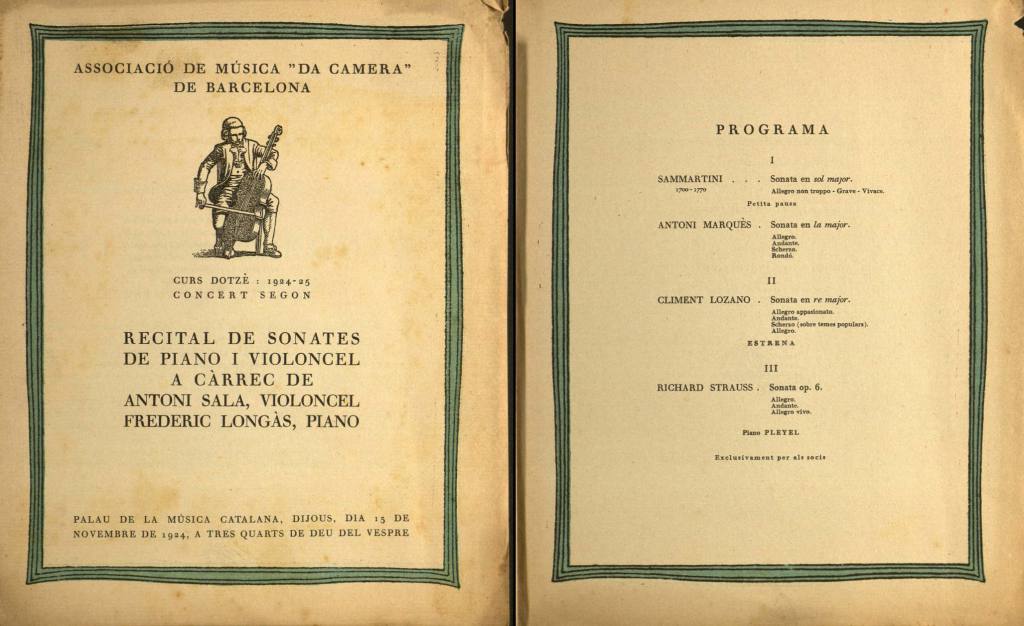 ASSOCIACIÓ DE MÚSICA "DA CAMERA"
DE BARCELONA
CURS DOTZÈ : 1924-25
CONCERT SEGON
RECITAL DE SONATES
DE PIANO I VIOLONCEL
A CÀRREC DE
ANTONI SALA, VIOLONCEL
FREDERIC LONGÀS, PIANO
PALAU DE LA MÚSICA CATALANA, DIJOUS, DIA 15 DE
NOVEMBRE DE 1924, A TRES QUARTS DE DEU DEL VESPRE
PROGRAMA
I
SAMMARTINI . . . Sonata en sol major.
1700-1770 Allegro non troppo - Grave - Vivace.
Petita pausa
ANTONI MARQUÈS . Sonata en la major.
Allegro.
Andante.
Scherzo.
Rondó.
II
CLIMENT LOZANO . Sonata en re major.
Allegro appasionato.
Andante.
Scherzo (sobre temes populars).
Allegro.
ESTRENA
III
RICHARD STRAUSS . Sonata op. 6.
Allegro.
Andante.
Allegro vivo.
Piano PLEYEL
Exclusivament per als socis